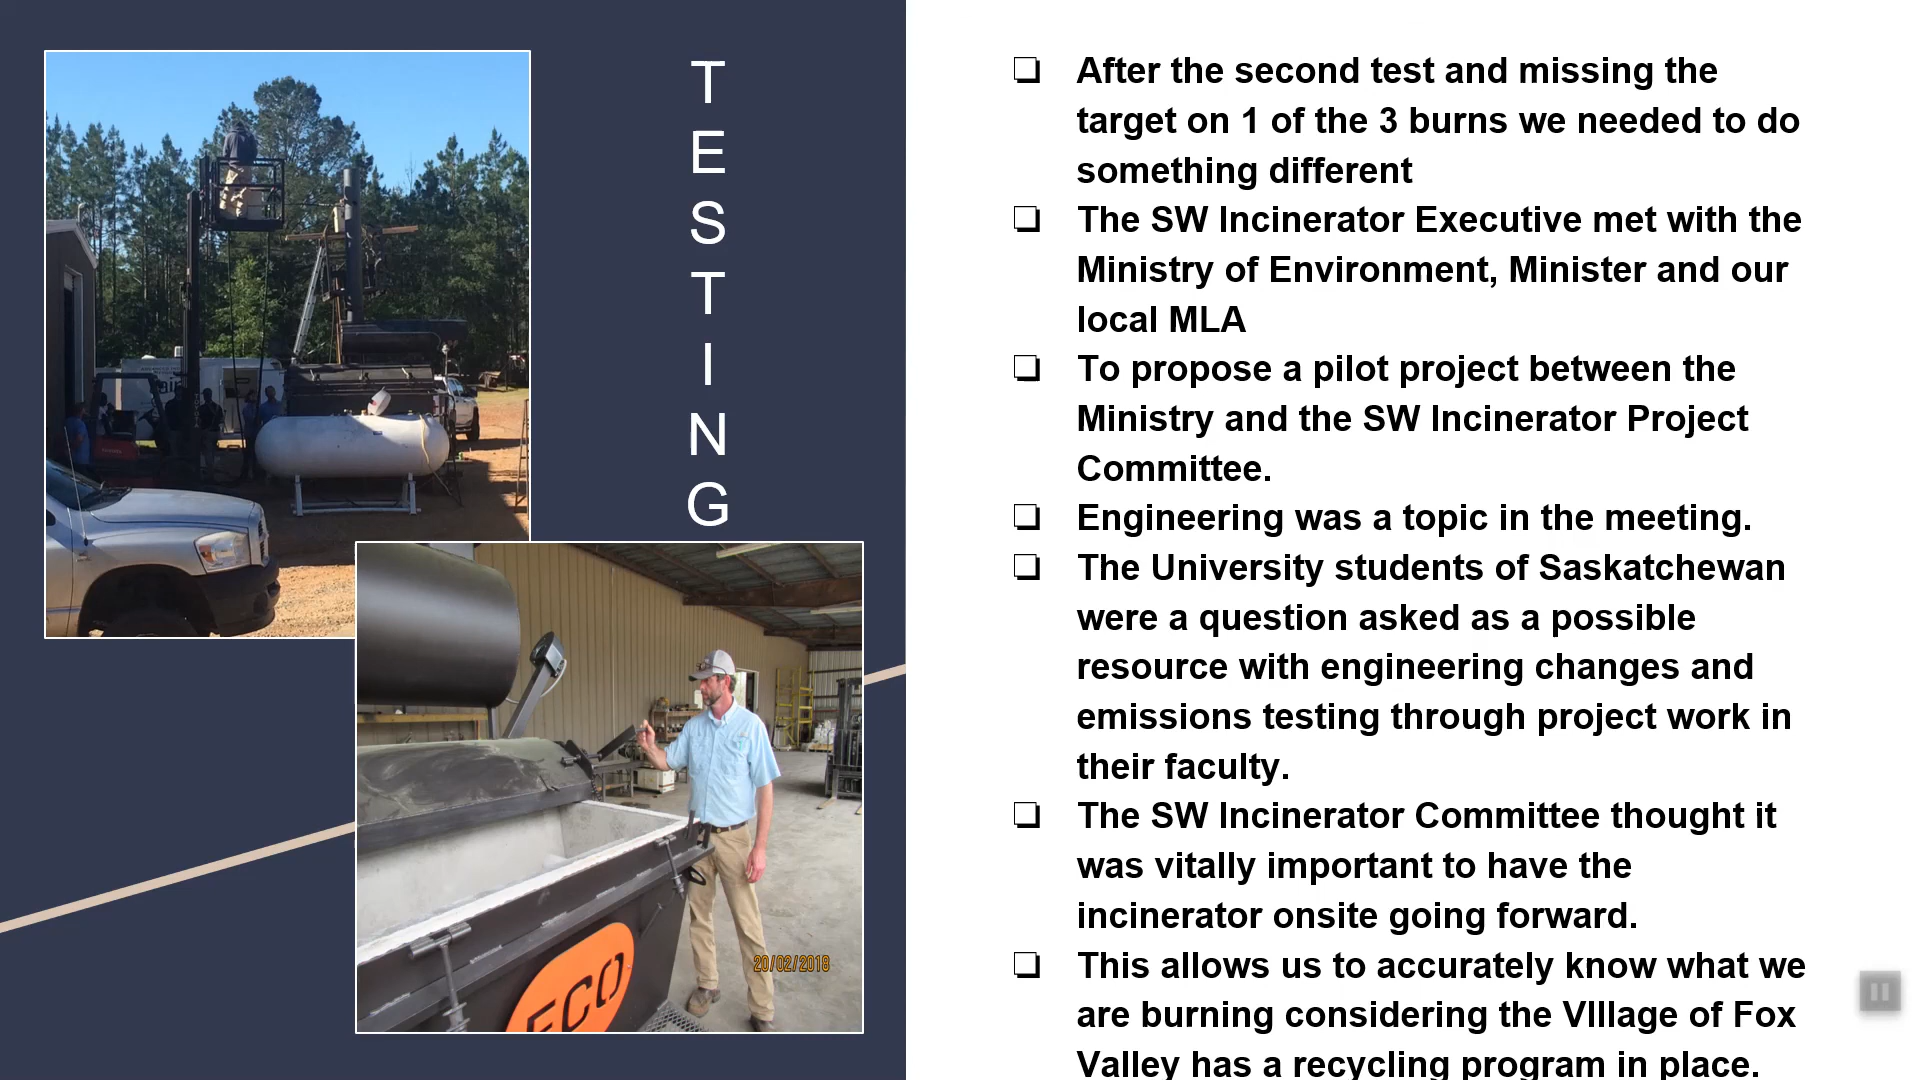 T
E
S
T
I
N
G
ECO
20/02/2018
❏ After the second test and missing the
target on 1 of the 3 burns we needed to do
something different
❏ The SW Incinerator Executive met with the
Ministry of Environment, Minister and our
local MLA
❏ To propose a pilot project between the
Ministry and the SW Incinerator Project
Committee.
❏ Engineering was a topic in the meeting.
❏ The University students of Saskatchewan
were a question asked as a possible
resource with engineering changes and
emissions testing through project work in
their faculty.
❏ The SW Incinerator Committee thought it
was vitally important to have the
incinerator onsite going forward.
❏ This allows us to accurately know what we
are burning considering the VIllage of Fox
Valley has a recycling program in place.